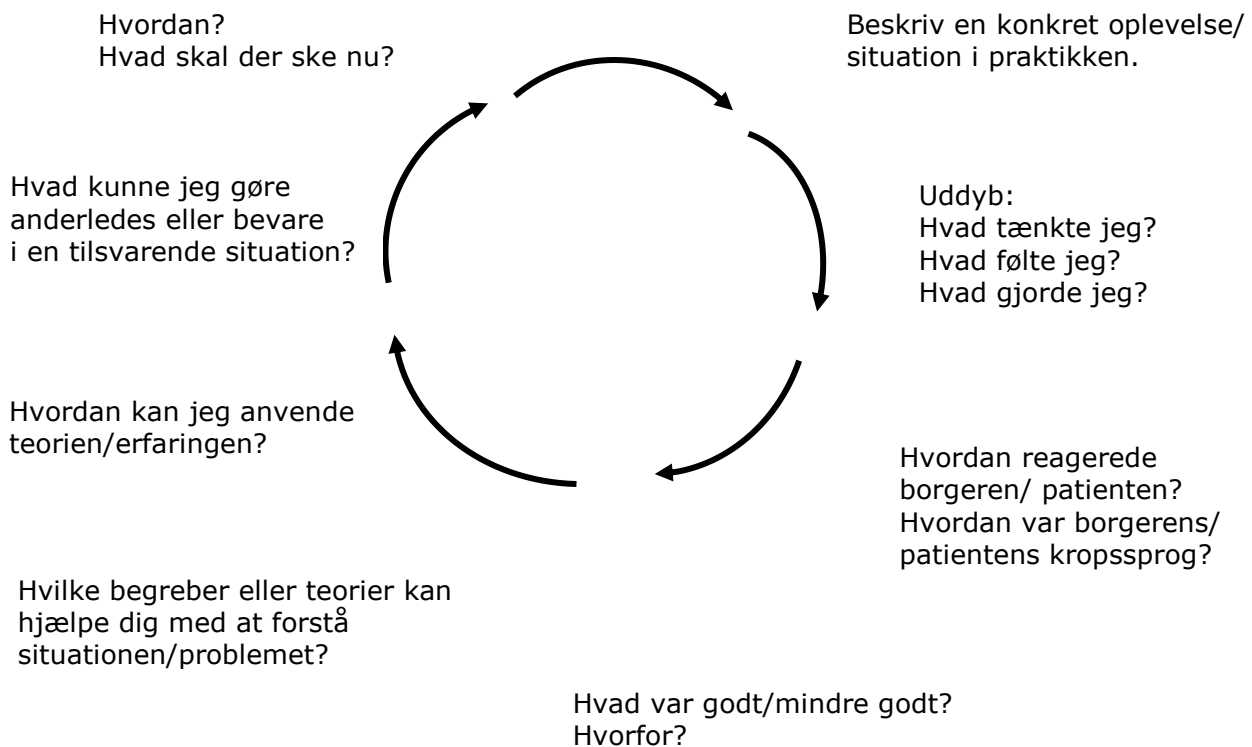 Hvordan?
Hvad skal der ske nu?
Beskriv en konkret oplevelse/
situation i praktikken.
Uddyb:
Hvad tænkte jeg?
Hvad følte jeg?
Hvad gjorde jeg?
Hvordan reagerede
borgeren/ patienten?
Hvordan var borgerens/
patientens kropssprog?
Hvad var godt/mindre godt?
Hvorfor?
Hvilke begreber eller teorier kan
hjælpe dig med at forstå
situationen/problemet?
Hvordan kan jeg anvende
teorien/erfaringen?
Hvad kunne jeg gøre
anderledes eller bevare
i en tilsvarende situation?